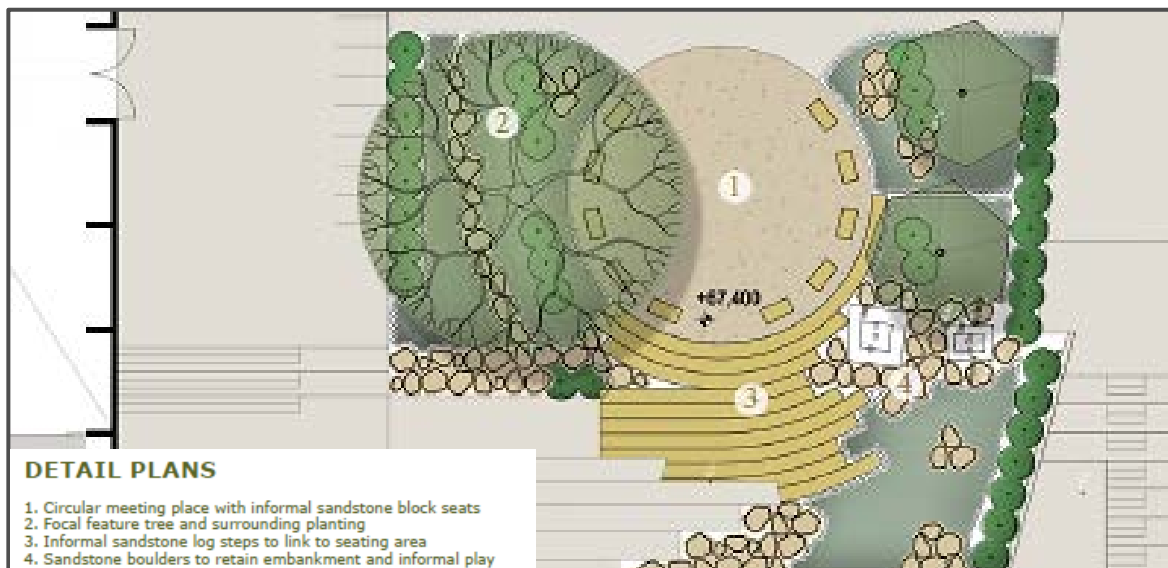 2
1
+67,400
4
3
DETAIL PLANS
1. Circular meeting place with informal sandstone block seats
2. Focal feature tree and surrounding planting
3. Informal sandstone log steps to link to seating area
4. Sandstone boulders to retain embankment and informal play